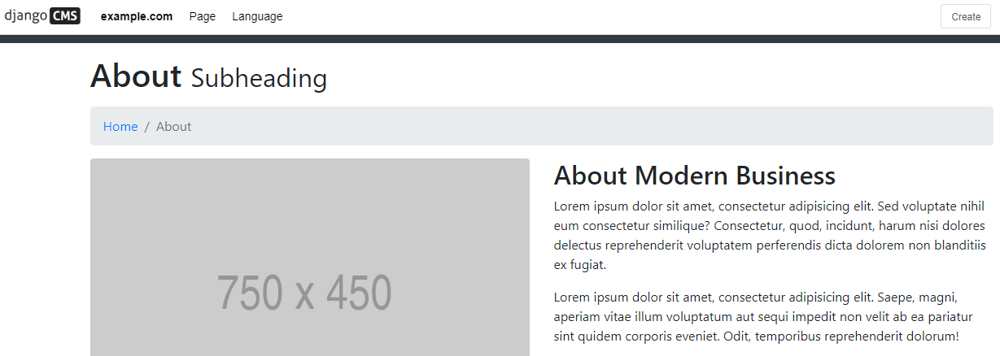 django CMS example.com Page Language Create
About Subheading
Home / About
750 x 450
About Modern Business
Lorem ipsum dolor sit amet, consectetur adipisicing elit. Sed voluptate nihil
eum consectetur similique? Consectetur, quod, incidunt, harum nisi dolores
delectus reprehenderit voluptatem perferendis dicta dolorem non blanditiis
ex fugiat.
Lorem ipsum dolor sit amet, consectetur adipisicing elit. Saepe, magni,
aperiam vitae illum voluptatum aut sequi impedit non velit ab ea pariatur
sint quidem corporis eveniet. Odit, temporibus reprehenderit dolorum!